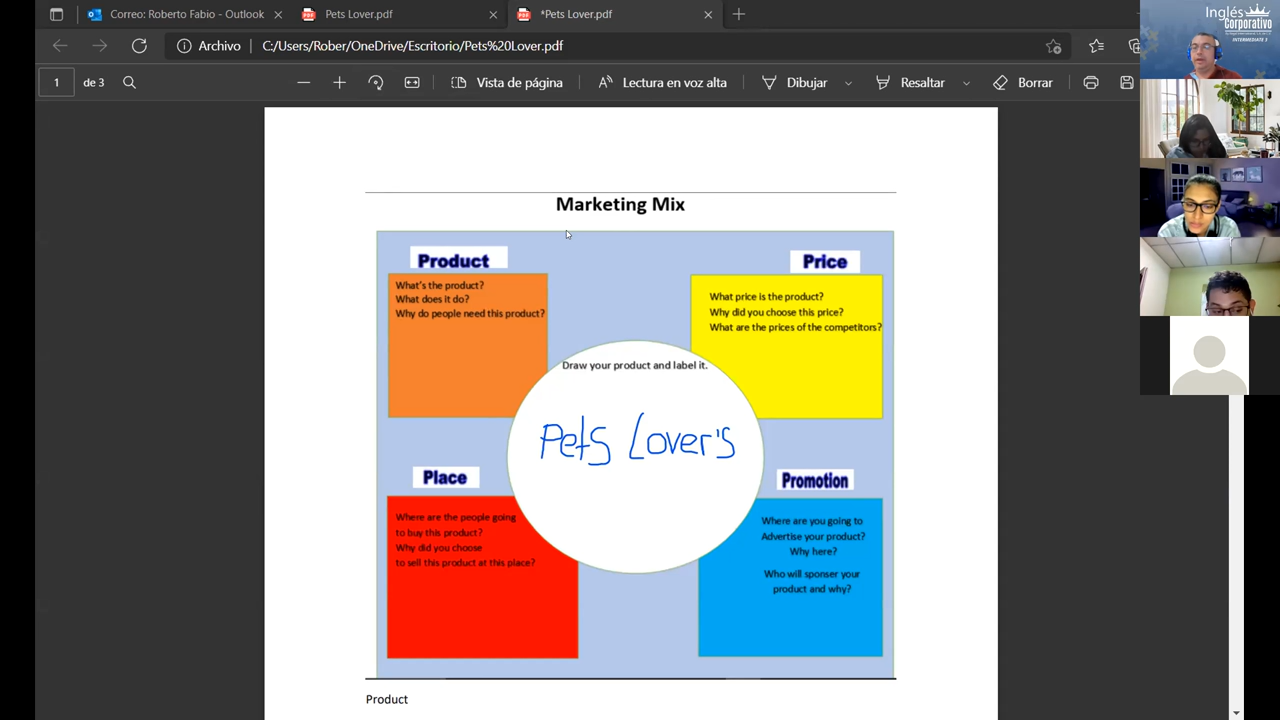 Correo: Roberto Fabio - Outlook
Pets Lover.pdf
*Pets Lover.pdf
Archivo
C:/Users/Rober/OneDrive/Escritorio/Pets%20Lover.pdf
1 de 3
Vista de página
Lectura en voz alta
Dibujar
Resaltar
Borrar
Inglés
Corporativo
INTERMEDIATE 3
Marketing Mix
Product
What's the product?
What does it do?
Why do people need this product?
Price
What price is the product?
Why did you choose this price?
What are the prices of the competitors?
Draw your product and label it.
Pets Lover's
Place
Where are the people going
to buy this product?
Why did you choose
to sell this product at this place?
Promotion
Where are you going to
Advertise your product?
Why here?
Who will sponser your
product and why?
Product